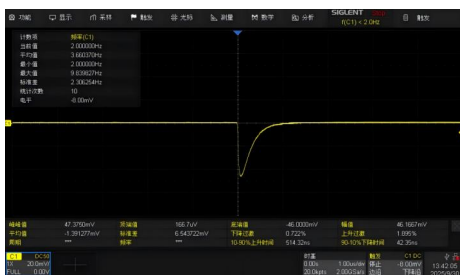 功能 显示 采样 触发 光标 测量 数学 分析 SIGLENT 触发
f(C1) < 2.0Hz
计数项 频率(C1)
当前值 2.000000Hz
平均值 3.660370Hz
最小值 2.000000Hz
最大值 9.839827Hz
标准差 2.306254Hz
统计次数 10
电平 -8.00mV
峰峰值 47.3750mV 顶端值 166.7uV 底端值 -46.0000mV 幅值 46.1667mV
平均值 -1.391277mV 标准差 6.543722mV 下降过激 0.722% 上升过激 1.895%
周期 *** 频率 *** 10-90%上升时间 514.32ns 90-10%下降时间 42.35ns
C1 DC50 时基 触发 C1 DC
1X 20.0mV/ 0.00s 1.00us/div 停止 -8.00mV
FULL 0.00V 20.0kpts 2.00GSa/s 边沿 下降沿
13:42:05